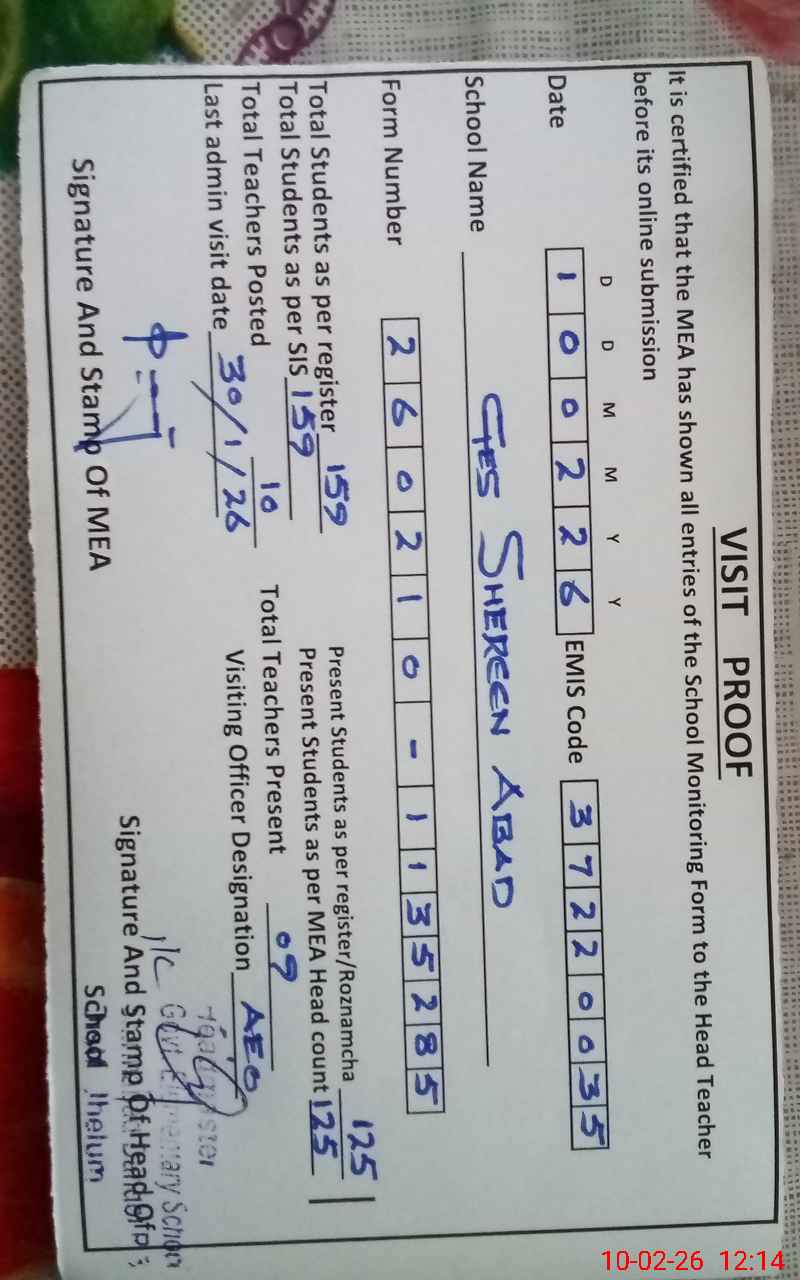 VISIT PROOF
It is certified that the MEA has shown all entries of the School Monitoring Form to the Head Teacher
before its online submission
D D M M Y Y
Date 1 0 0 2 2 6 EMIS Code 3 7 2 2 0 0 3 5
School Name GES SHEREEN ABAD
Form Number 2 6 0 2 1 0 - 1 1 3 5 2 8 5
Total Students as per register 159 Present Students as per register/Roznamcha 125
Total Students as per SIS 159 Present Students as per MEA Head count 125
Total Teachers Posted 10 Total Teachers Present 09
Last admin visit date 30/1/26 Visiting Officer Designation AEO
Signature And Stamp Of MEA
Signature And Stamp Of Head Of
School
I/C
School Jhelum
10-02-26 12:14